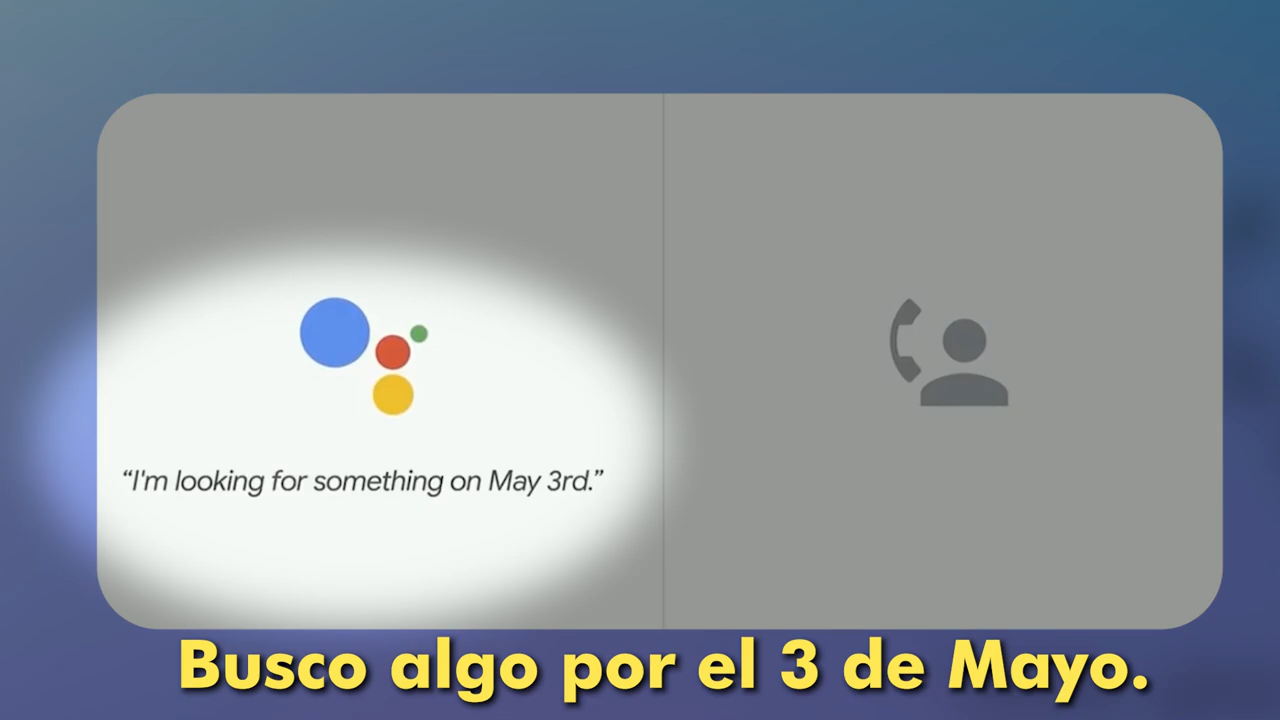 “I'm looking for something on May 3rd.”
Busco algo por el 3 de Mayo.